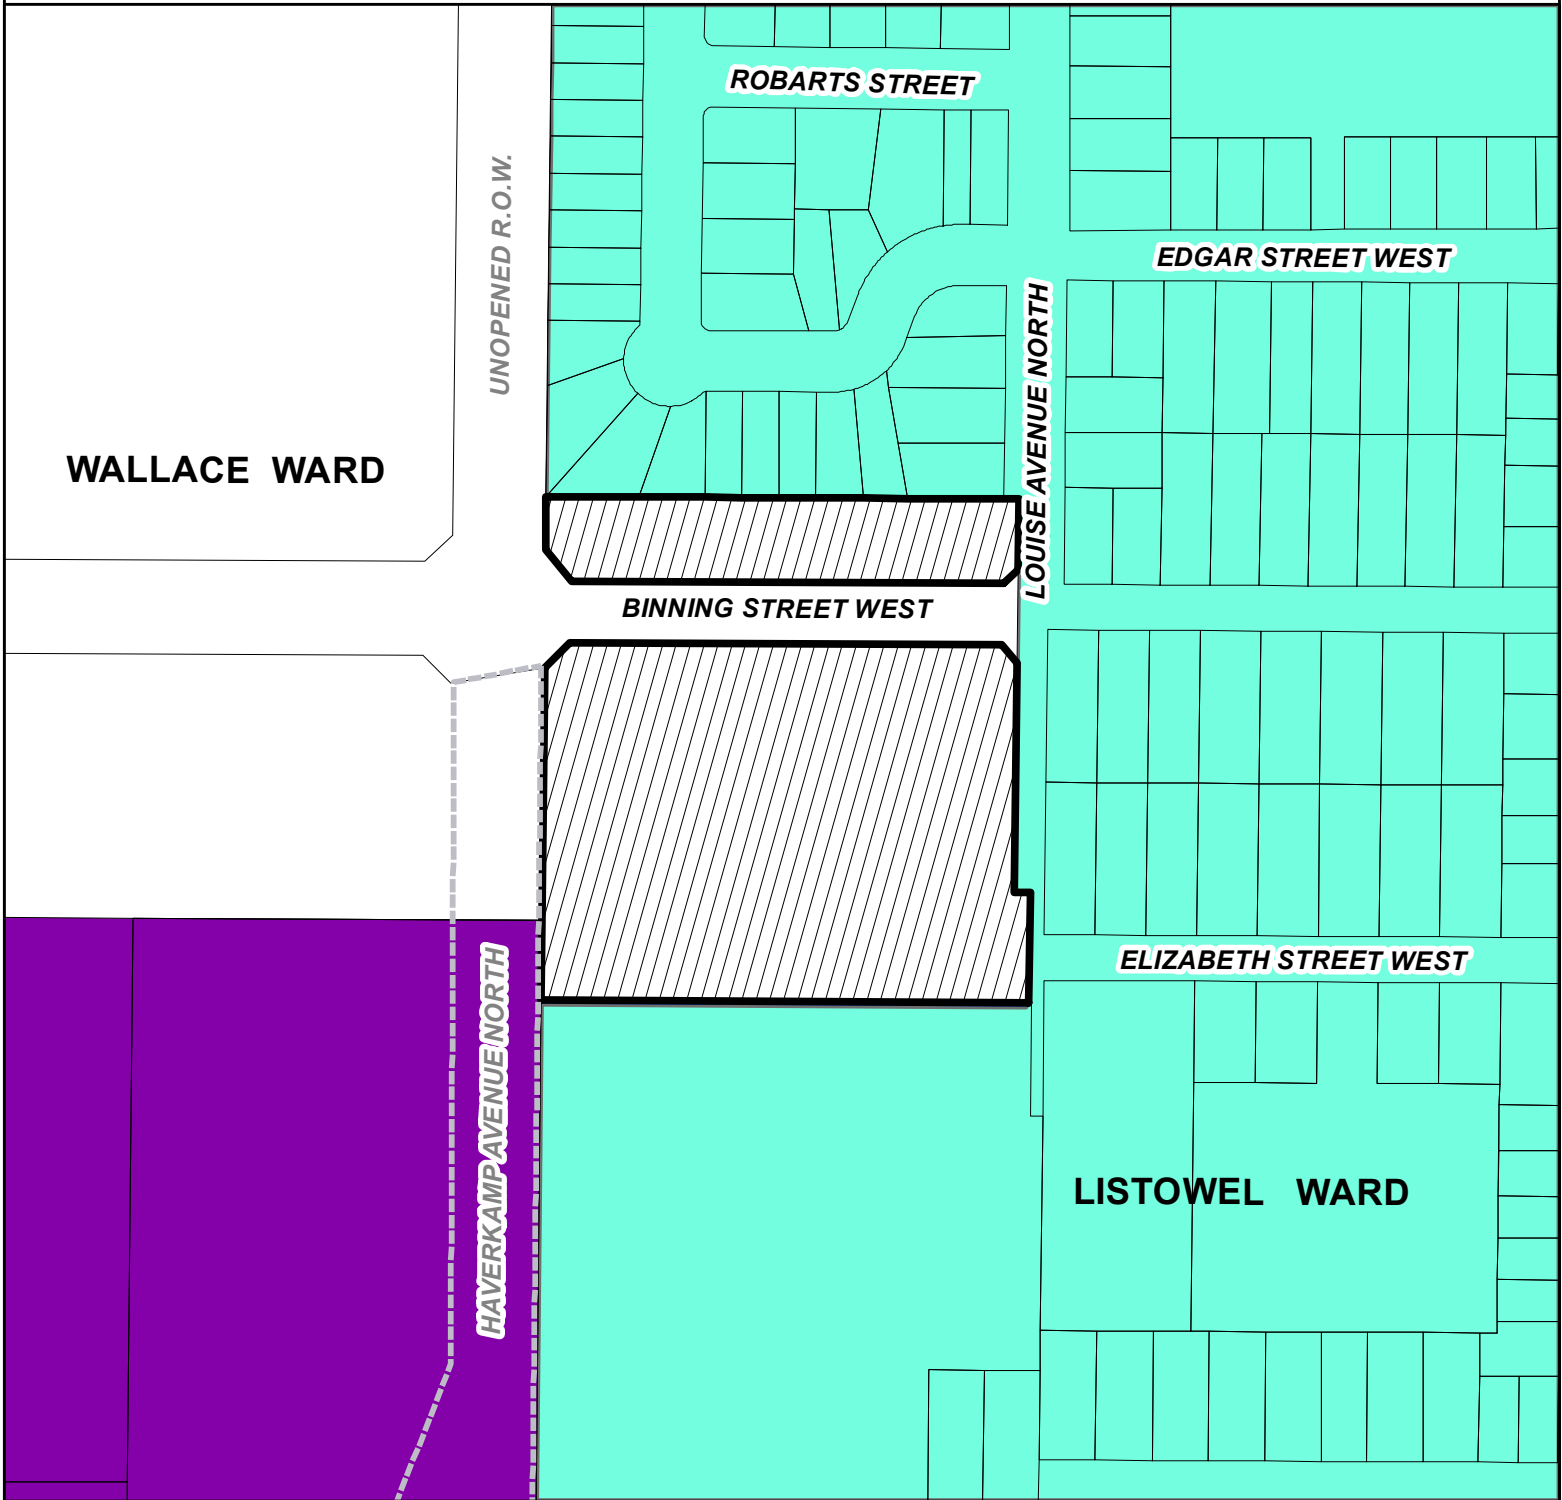 ROBARTS STREET
UNOPENED R.O.W.
EDGAR STREET WEST
LOUISE AVENUE NORTH
WALLACE WARD
BINNING STREET WEST
ELIZABETH STREET WEST
HAVERKAMP AVENUE NORTH
LISTOWEL WARD